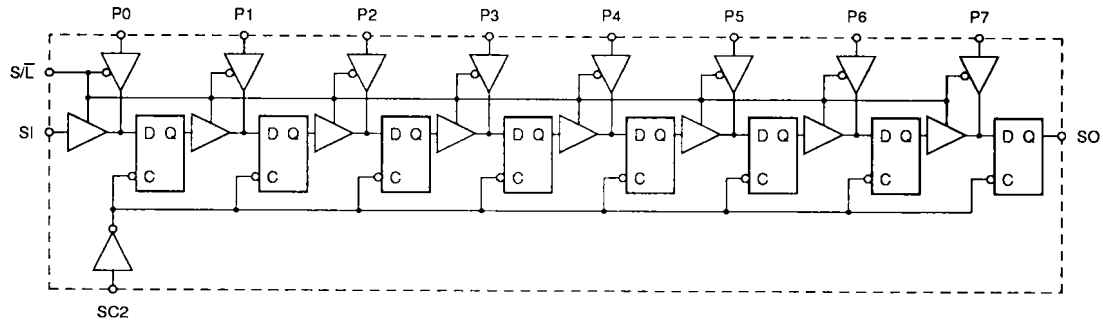 P0 P1 P2 P3 P4 P5 P6 P7
S/L̅
SI D Q D Q D Q D Q D Q D Q D Q D Q SO
C C C C C C C C
SC2